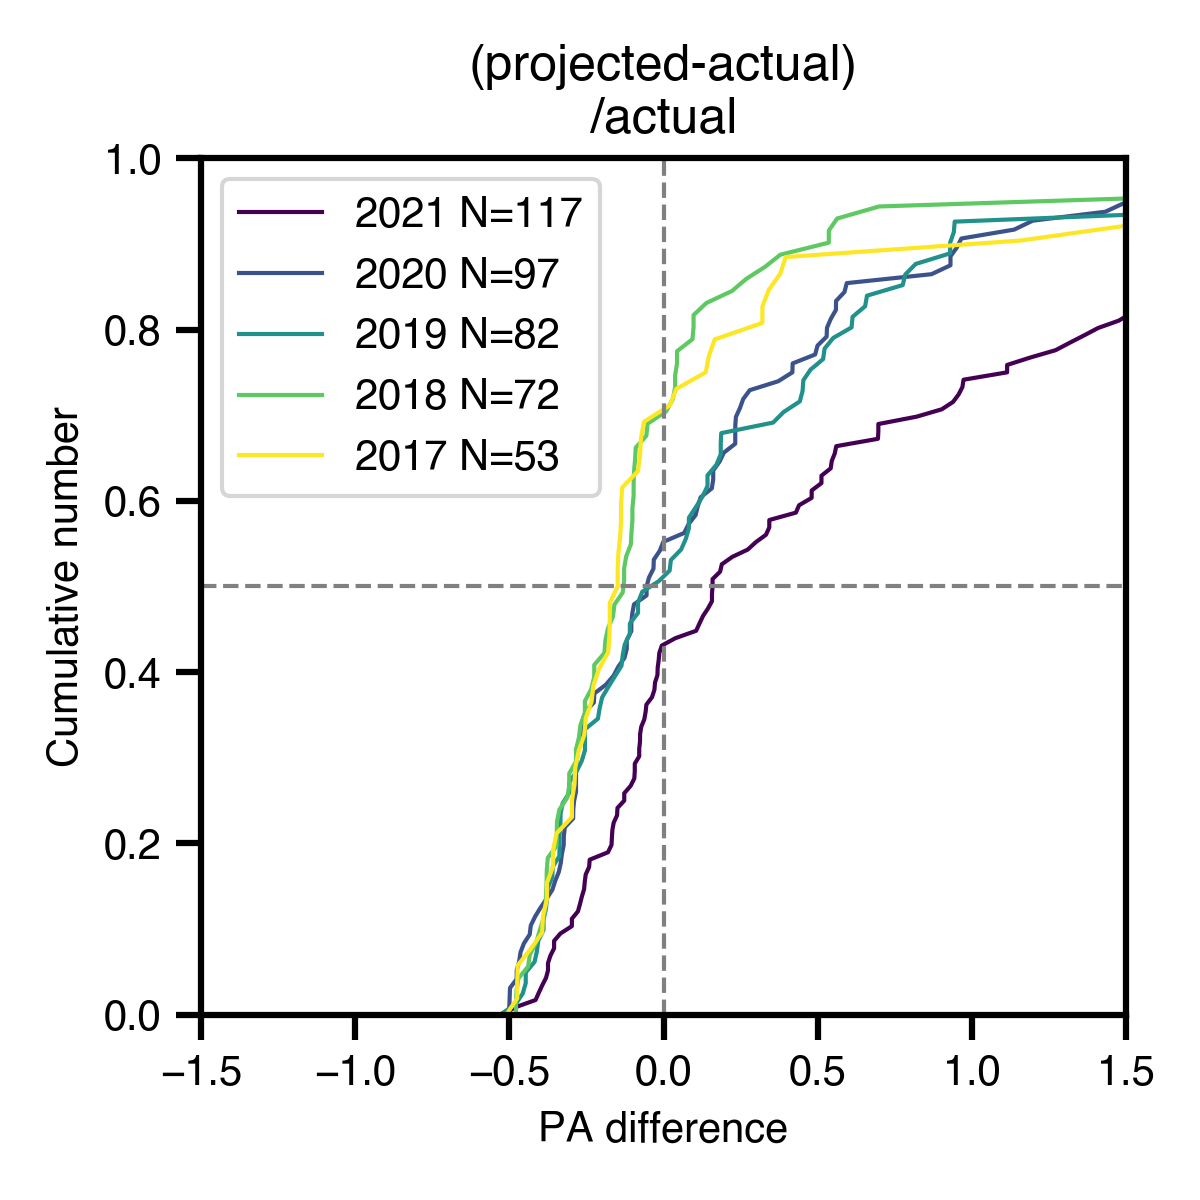 (projected-actual)
/actual
1.0
0.8
0.6
0.4
0.2
0.0
Cumulative number
2021 N=117
2020 N=97
2019 N=82
2018 N=72
2017 N=53
−1.5 −1.0 −0.5 0.0 0.5 1.0 1.5
PA difference